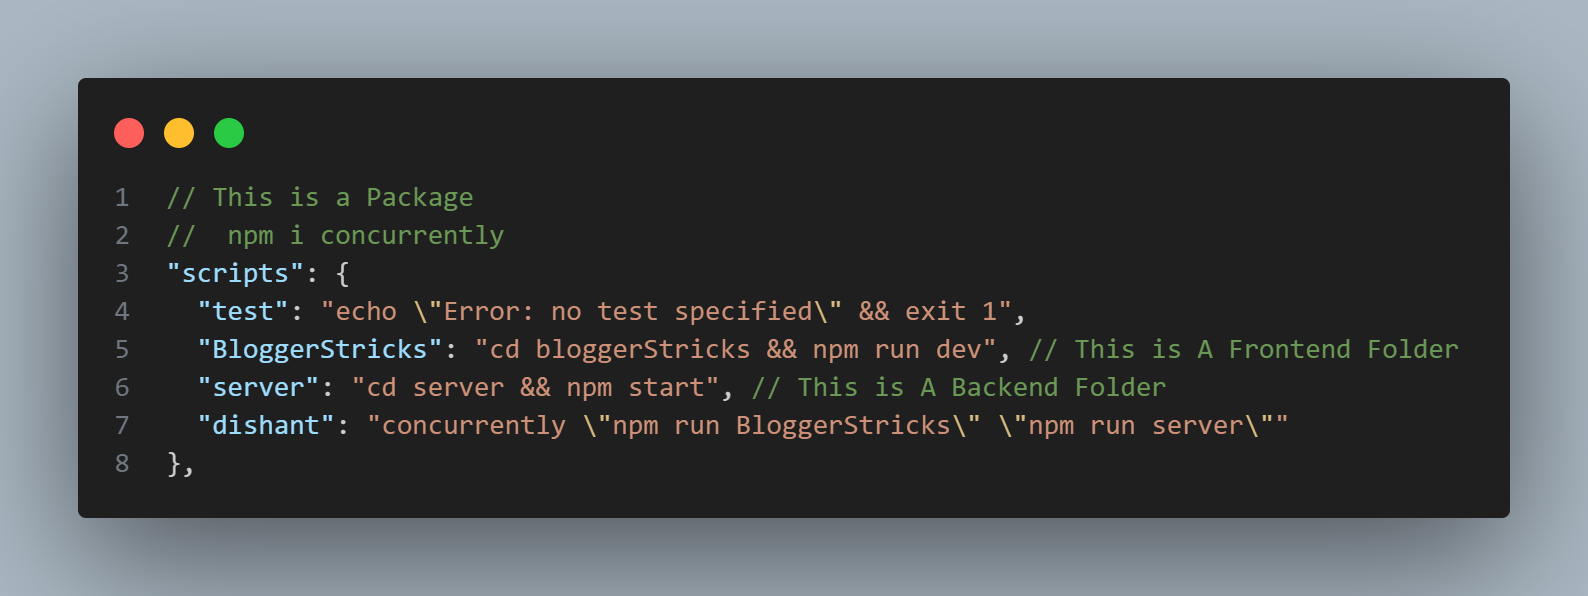 1 // This is a Package
2 //  npm i concurrently
3 "scripts": {
4   "test": "echo \"Error: no test specified\" && exit 1",
5   "BloggerStricks": "cd bloggerStricks && npm run dev", // This is A Frontend Folder
6   "server": "cd server && npm start", // This is A Backend Folder
7   "dishant": "concurrently \"npm run BloggerStricks\" \"npm run server\""
8 },